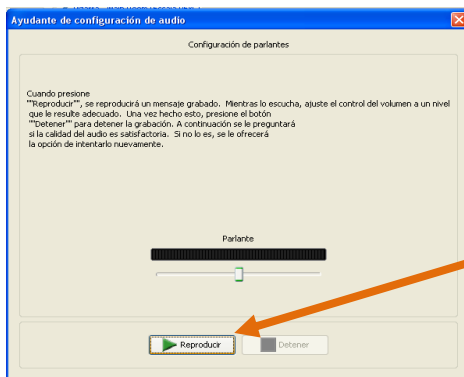 Ayudante de configuración de audio
Configuración de parlantes
Cuando presione
""Reproducir"", se reproducirá un mensaje grabado. Mientras lo escucha, ajuste el control del volumen a un nivel
que le resulte adecuado. Una vez hecho esto, presione el botón
""Detener"" para detener la grabación. A continuación se le preguntará
si la calidad del audio es satisfactoria. Si no lo es, se le ofrecerá
la opción de intentarlo nuevamente.
Parlante
Reproducir
Detener